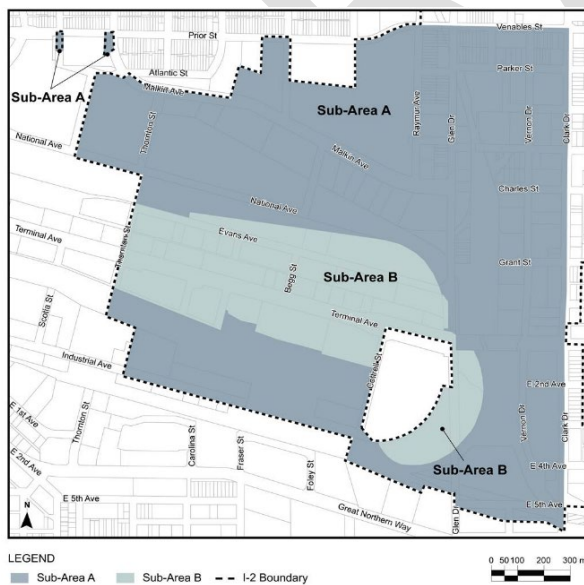 Venables St
Prior St
Parker St
Sub-Area A
Atlantic St
Malkin Ave
Sub-Area A
Raymur Ave
Glen Dr
Vernon Dr
Clark Dr
Thornton St
National Ave
Malkin Ave
Charles St
National Ave
Evans Ave
Terminal Ave
Thornton St
Grant St
Begg St
Sub-Area B
Terminal Ave
Scotia St
Cottrell St
Industrial Ave
E 2nd Ave
E 1st Ave
Thornton St
Vernon Dr
Clark Dr
Carolina St
Fraser St
E 2nd Ave
Foley St
Sub-Area B
E 4th Ave
E 5th Ave
Great Northern Way
Glen Dr
E 5th Ave
N
LEGEND
Sub-Area A Sub-Area B I-2 Boundary
0 50 100 200 300 m